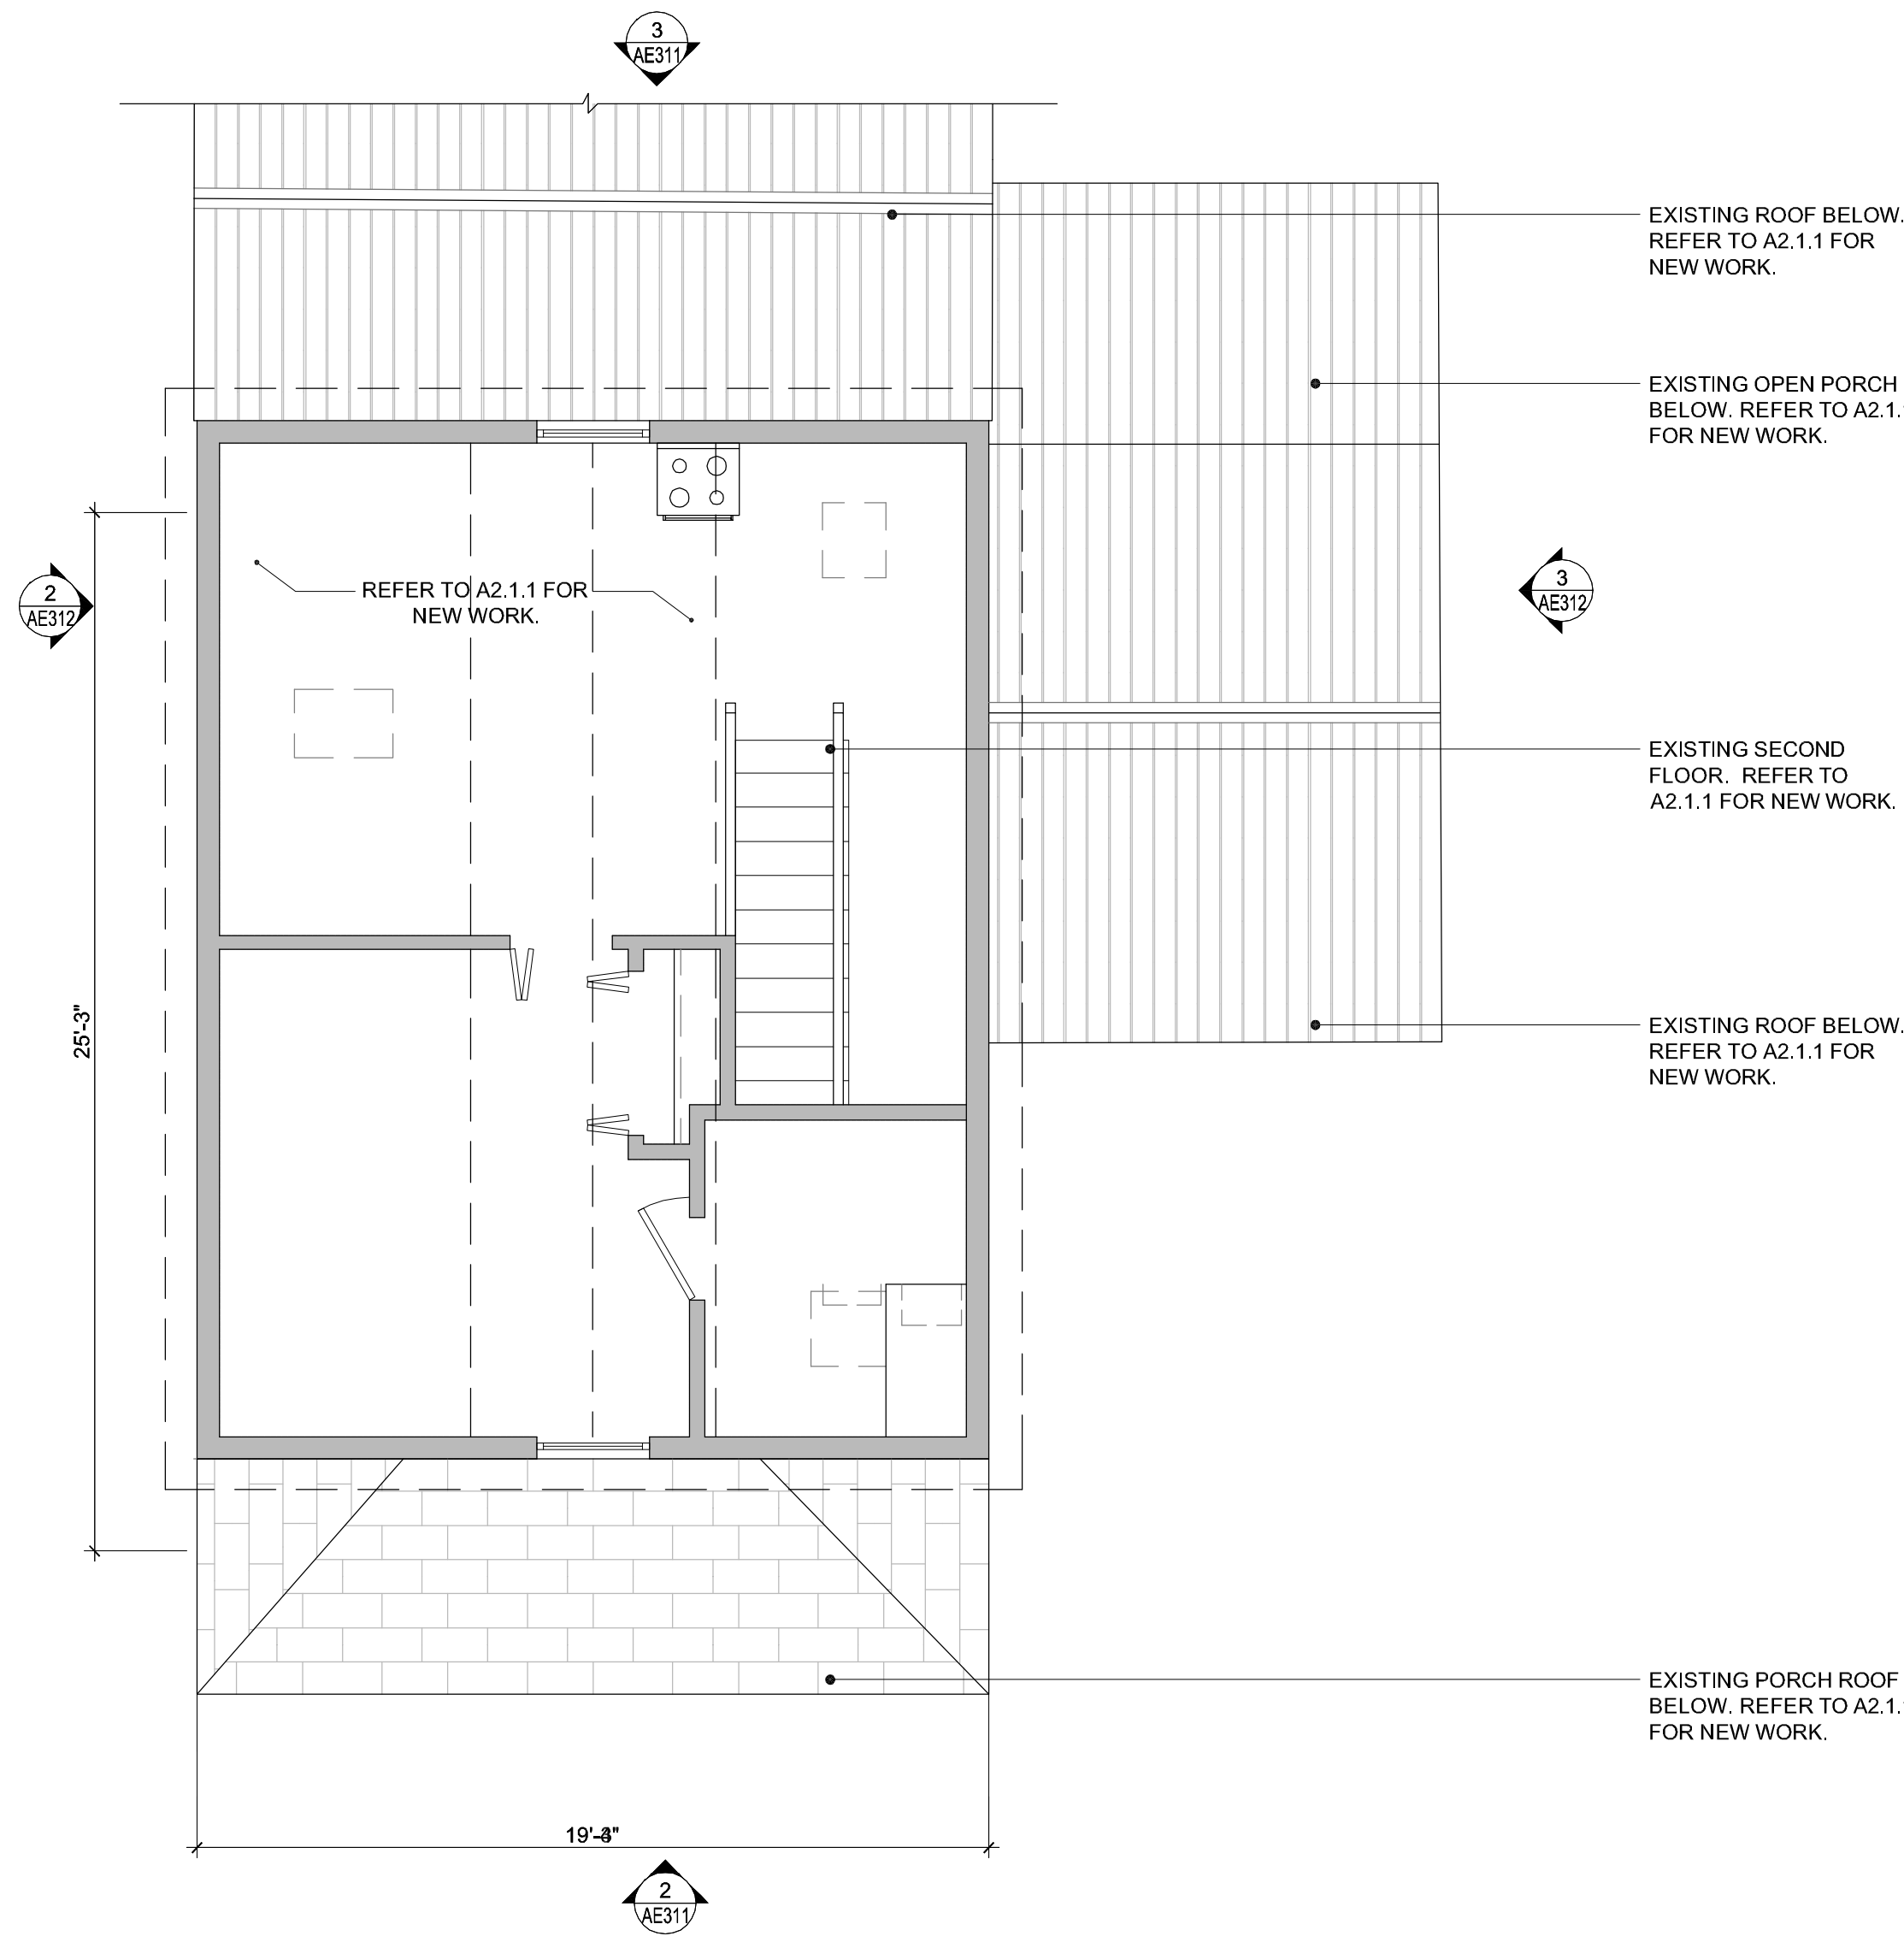 3
AE311
EXISTING ROOF BELOW.
REFER TO A2.1.1 FOR
NEW WORK.
EXISTING OPEN PORCH
BELOW. REFER TO A2.1.
FOR NEW WORK.
2
AE312
REFER TO A2.1.1 FOR
NEW WORK.
3
AE312
EXISTING SECOND
FLOOR. REFER TO
A2.1.1 FOR NEW WORK.
25'-3"
EXISTING ROOF BELOW.
REFER TO A2.1.1 FOR
NEW WORK.
EXISTING PORCH ROOF
BELOW. REFER TO A2.1.
FOR NEW WORK.
2
AE311